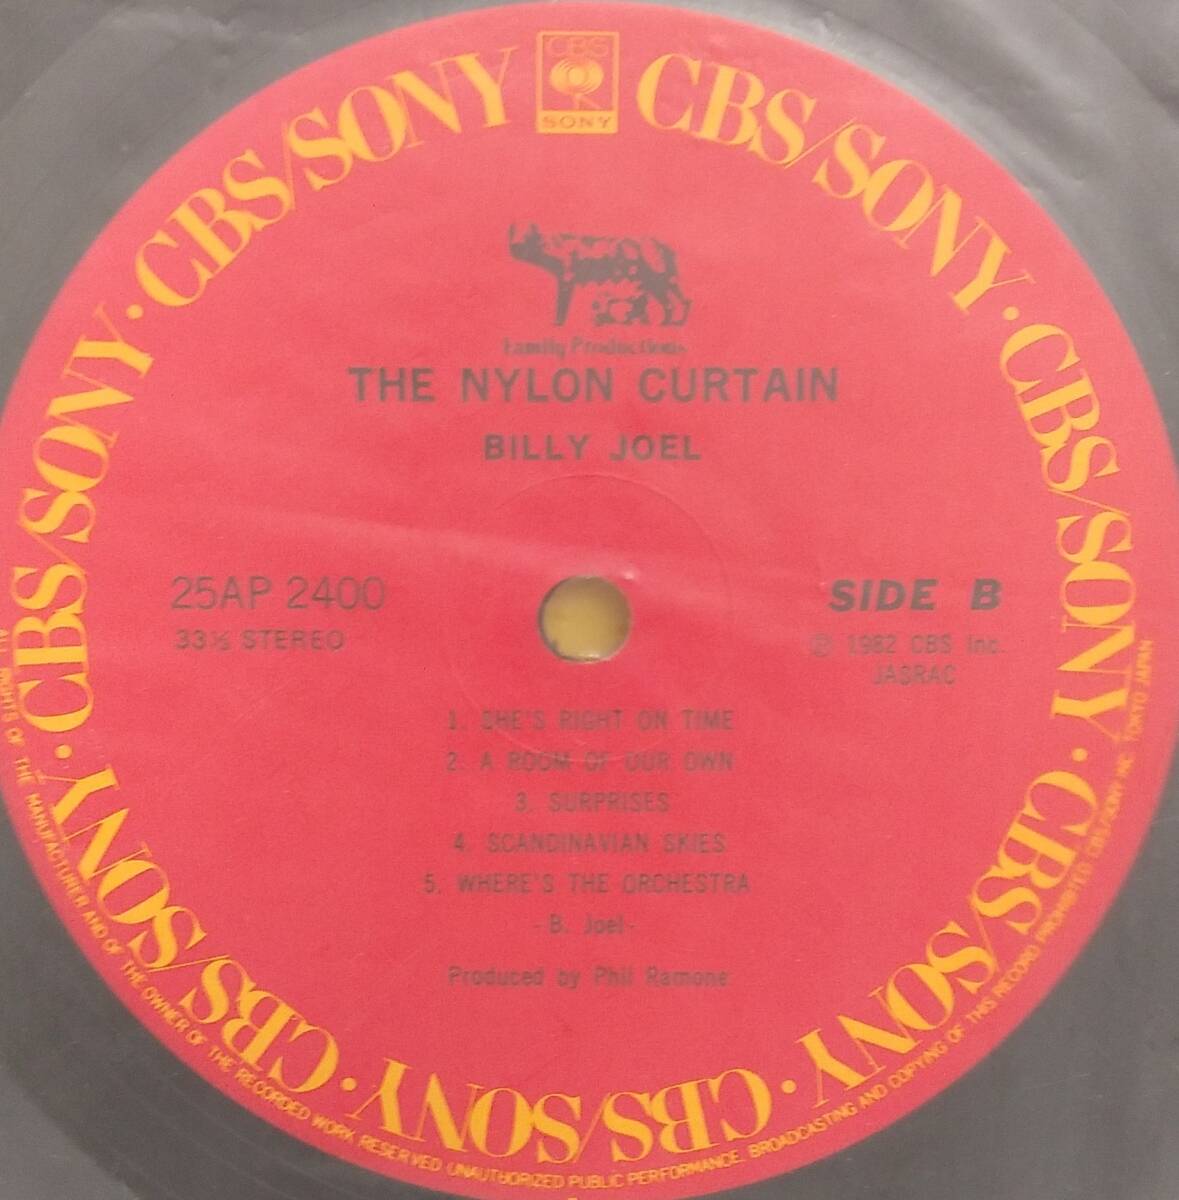 CBS
SONY
CBS/SONY · CBS/SONY · CBS/SONY · CBS/SONY · CBS/SONY · CBS/SONY · CBS/SONY
Family Productions
THE NYLON CURTAIN
BILLY JOEL
25AP 2400
33⅓ STEREO
SIDE B
Ⓟ 1982 CBS Inc.
JASRAC
1. SHE'S RIGHT ON TIME
2. A ROOM OF OUR OWN
3. SURPRISES
4. SCANDINAVIAN SKIES
5. WHERE'S THE ORCHESTRA
- B. Joel -
Produced by Phil Ramone
ALL RIGHTS OF THE MANUFACTURER AND OF THE OWNER OF THE RECORDED WORK RESERVED UNAUTHORIZED PUBLIC PERFORMANCE. BROADCASTING AND COPYING OF THIS RECORD PROHIBITED CBS/SONY INC TOKYO JAPAN